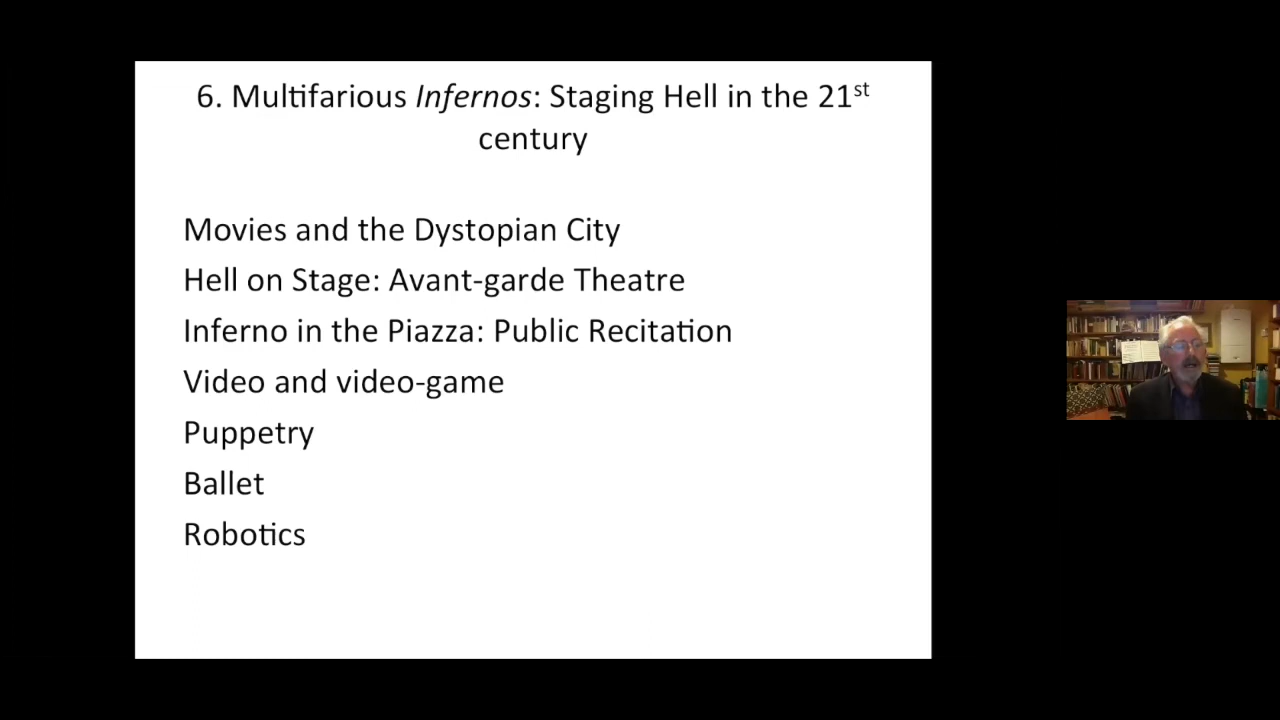 6. Multifarious Infernos: Staging Hell in the 21st
century
Movies and the Dystopian City
Hell on Stage: Avant-garde Theatre
Inferno in the Piazza: Public Recitation
Video and video-game
Puppetry
Ballet
Robotics